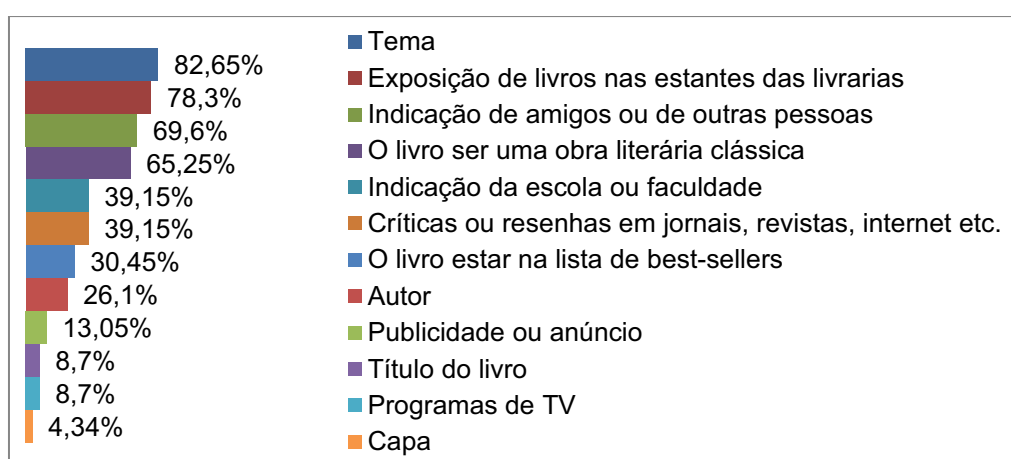 82,65%
78,3%
69,6%
65,25%
39,15%
39,15%
30,45%
26,1%
13,05%
8,7%
8,7%
4,34%
Tema
Exposição de livros nas estantes das livrarias
Indicação de amigos ou de outras pessoas
O livro ser uma obra literária clássica
Indicação da escola ou faculdade
Críticas ou resenhas em jornais, revistas, internet etc.
O livro estar na lista de best-sellers
Autor
Publicidade ou anúncio
Título do livro
Programas de TV
Capa